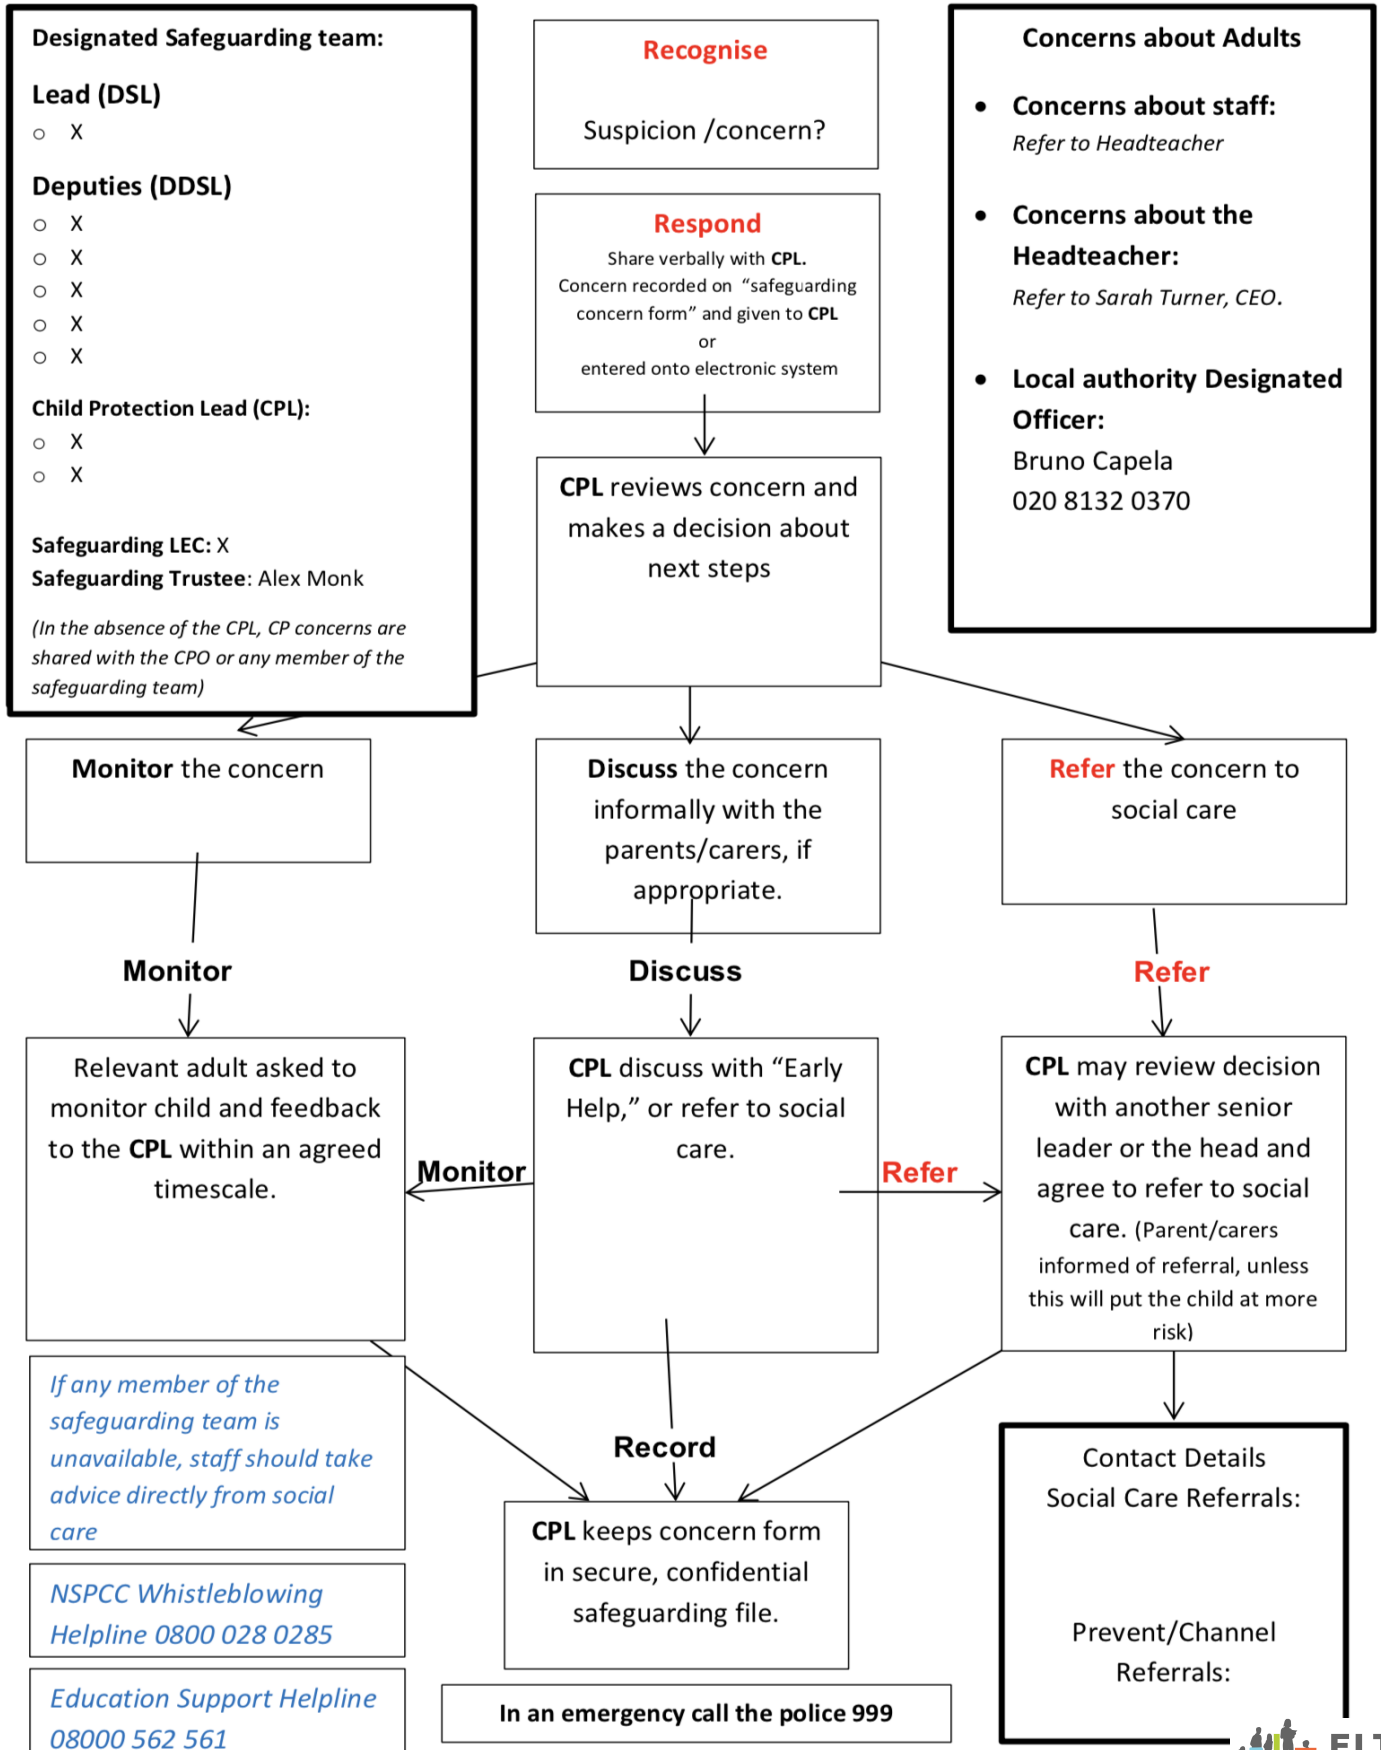 Designated Safeguarding team:
Lead (DSL)
o X
Deputies (DDSL)
o X
o X
o X
o X
o X
Child Protection Lead (CPL):
o X
o X
Safeguarding LEC: X
Safeguarding Trustee: Alex Monk
(In the absence of the CPL, CP concerns are
shared with the CPO or any member of the
safeguarding team)
Recognise
Suspicion /concern?
Respond
Share verbally with CPL.
Concern recorded on “safeguarding
concern form” and given to CPL
or
entered onto electronic system
Concerns about Adults
• Concerns about staff:
Refer to Headteacher
• Concerns about the
Headteacher:
Refer to Sarah Turner, CEO.
• Local authority Designated
Officer:
Bruno Capela
020 8132 0370
CPL reviews concern and
makes a decision about
next steps
Monitor the concern
Discuss the concern
informally with the
parents/carers, if
appropriate.
Refer the concern to
social care
Monitor
Discuss
Refer
Relevant adult asked to
monitor child and feedback
to the CPL within an agreed
timescale.
Monitor
CPL discuss with “Early
Help,” or refer to social
care.
Refer
CPL may review decision
with another senior
leader or the head and
agree to refer to social
care. (Parent/carers
informed of referral, unless
this will put the child at more
risk)
If any member of the
safeguarding team is
unavailable, staff should take
advice directly from social
care
NSPCC Whistleblowing
Helpline 0800 028 0285
Education Support Helpline
08000 562 561
Record
CPL keeps concern form
in secure, confidential
safeguarding file.
In an emergency call the police 999
Contact Details
Social Care Referrals:
Prevent/Channel
Referrals: